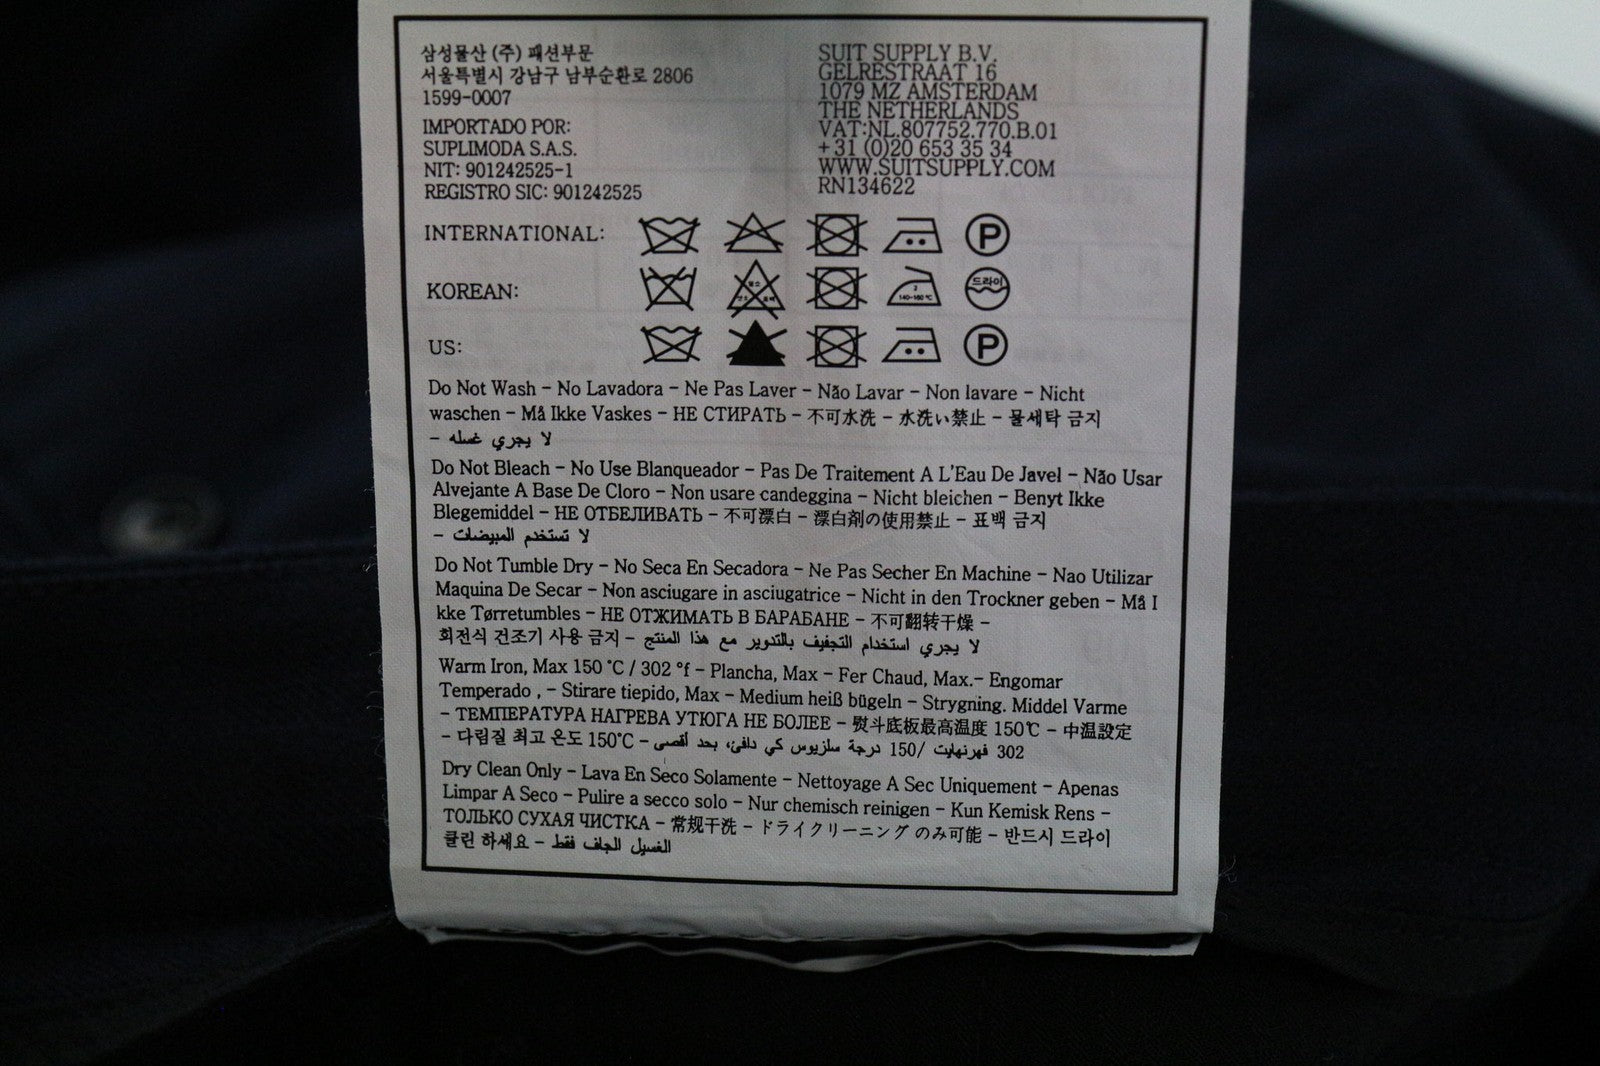 삼성물산 (주) 패션부문
서울특별시 강남구 남부순환로 2806
1599-0007
IMPORTADO POR:
SUPLIMODA S.A.S.
NIT: 901242525-1
REGISTRO SIC: 901242525
SUIT SUPPLY B.V.
GELRESTRAAT 16
1079 MZ AMSTERDAM
THE NETHERLANDS
VAT:NL.807752.770.B.01
+31 (0)20 653 35 34
WWW.SUITSUPPLY.COM
RN134622
INTERNATIONAL: P
KOREAN: 2 140-160 ℃ 드라이
US: P
Do Not Wash – No Lavadora – Ne Pas Laver – Não Lavar – Non lavare – Nicht
waschen – Må Ikke Vaskes – НЕ СТИРАТЬ – 不可水洗 – 水洗い禁止 – 물세탁 금지
– لا يجري غسله
Do Not Bleach – No Use Blanqueador – Pas De Traitement A L'Eau De Javel – Não Usar
Alvejante A Base De Cloro – Non usare candeggina – Nicht bleichen – Benyt Ikke
Blegemiddel – НЕ ОТБЕЛИВАТЬ – 不可漂白 – 漂白剤の使用禁止 – 표백 금지
– لا تستخدم المبيضات
Do Not Tumble Dry – No Seca En Secadora – Ne Pas Secher En Machine – Nao Utilizar
Maquina De Secar – Non asciugare in asciugatrice – Nicht in den Trockner geben – Må I
kke Tørretumbles – НЕ ОТЖИМАТЬ В БАРАБАНЕ – 不可翻转干燥 –
회전식 건조기 사용 금지 – لا يجري استخدام التجفيف بالتدوير مع هذا المنتج
Warm Iron, Max 150 ℃ / 302 °f – Plancha, Max – Fer Chaud, Max.– Engomar
Temperado , – Stirare tiepido, Max – Medium heiß bügeln – Strygning. Middel Varme
– ТЕМПЕРАТУРА НАГРЕВА УТЮГА НЕ БОЛЕЕ – 熨斗底板最高温度 150℃ – 中温設定
– 다림질 최고 온도 150℃ – 302 فهرنهايت /150 درجة سلزيوس كي دافئ، بحد أقصى
Dry Clean Only – Lava En Seco Solamente – Nettoyage A Sec Uniquement – Apenas
Limpar A Seco – Pulire a secco solo – Nur chemisch reinigen – Kun Kemisk Rens –
ТОЛЬКО СУХАЯ ЧИСТКА – 常规干洗 – ドライクリーニング のみ可能 – 반드시 드라이
클린 하세요 – الغسيل الجاف فقط